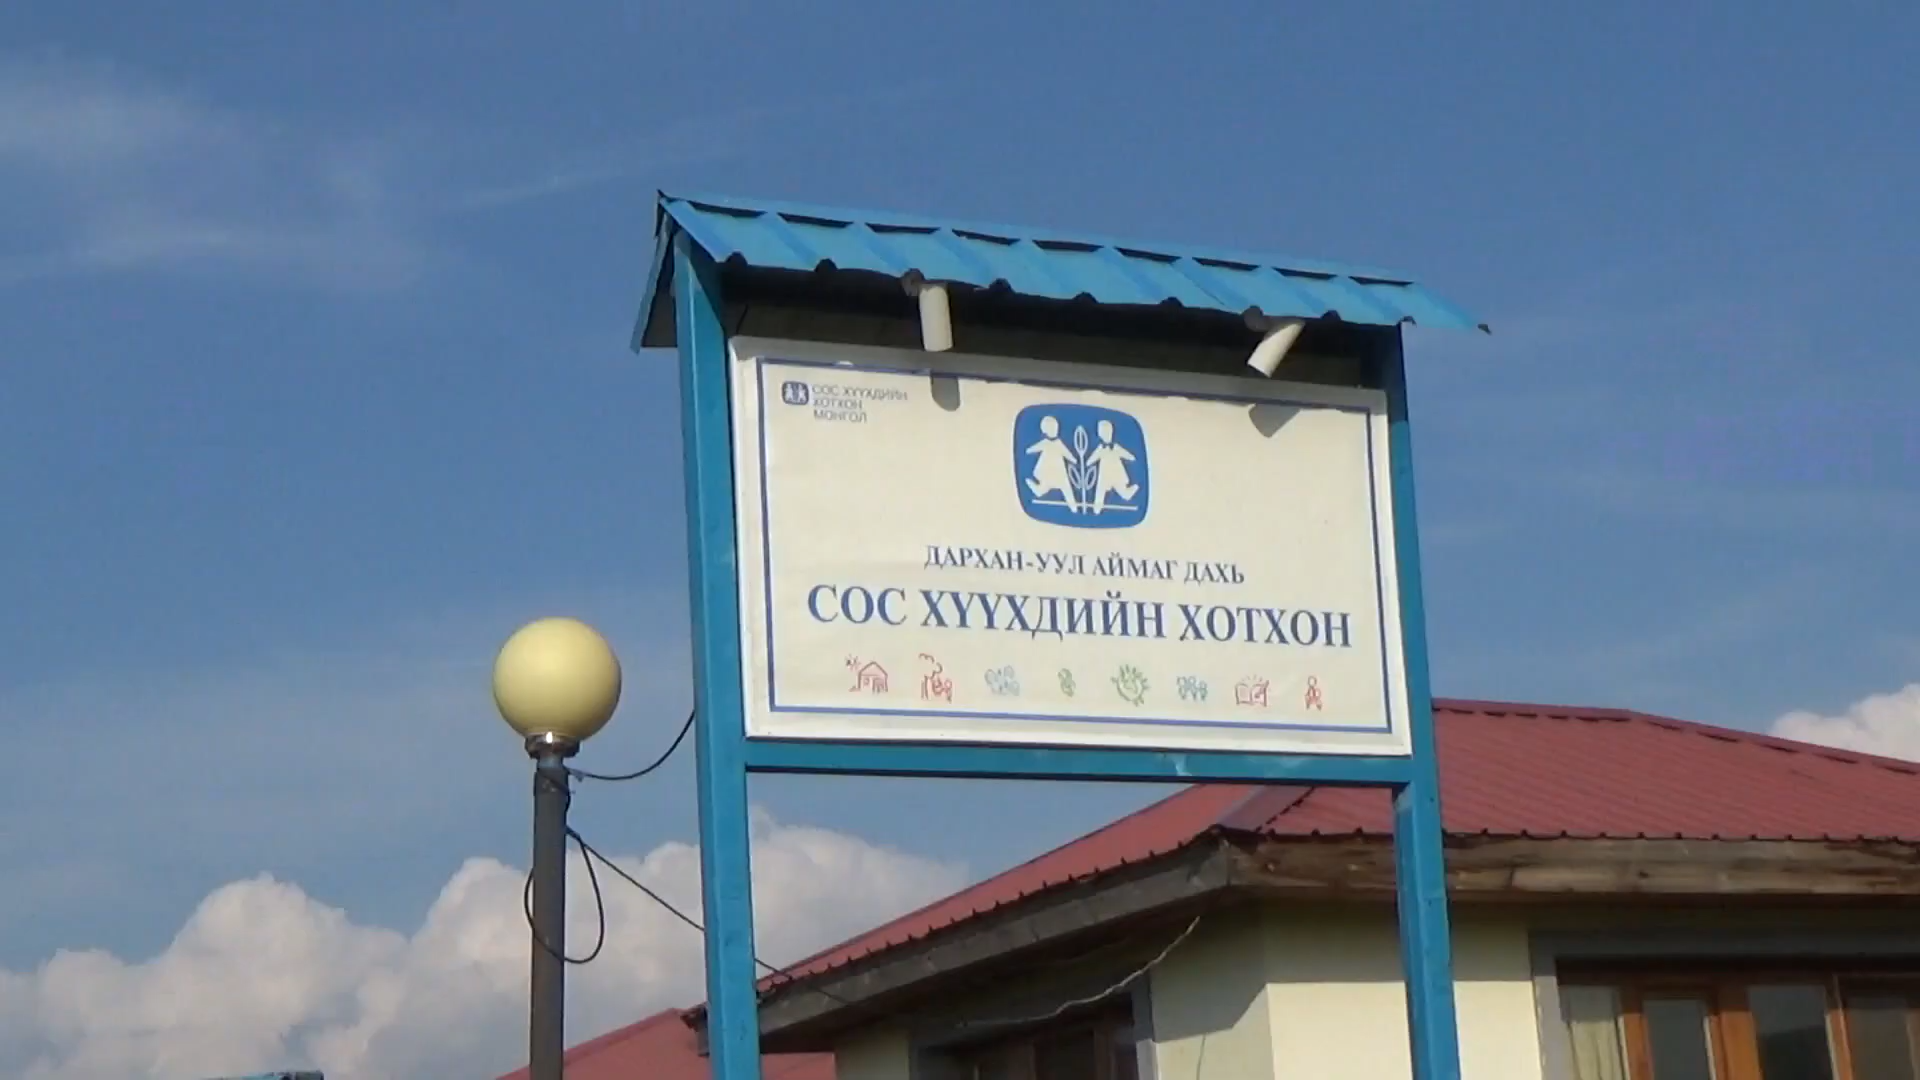 СОС ХҮҮХДИЙН
ХОТХОН
МОНГОЛ
ДАРХАН-УУЛ АЙМАГ ДАХЬ
СОС ХҮҮХДИЙН ХОТХОН